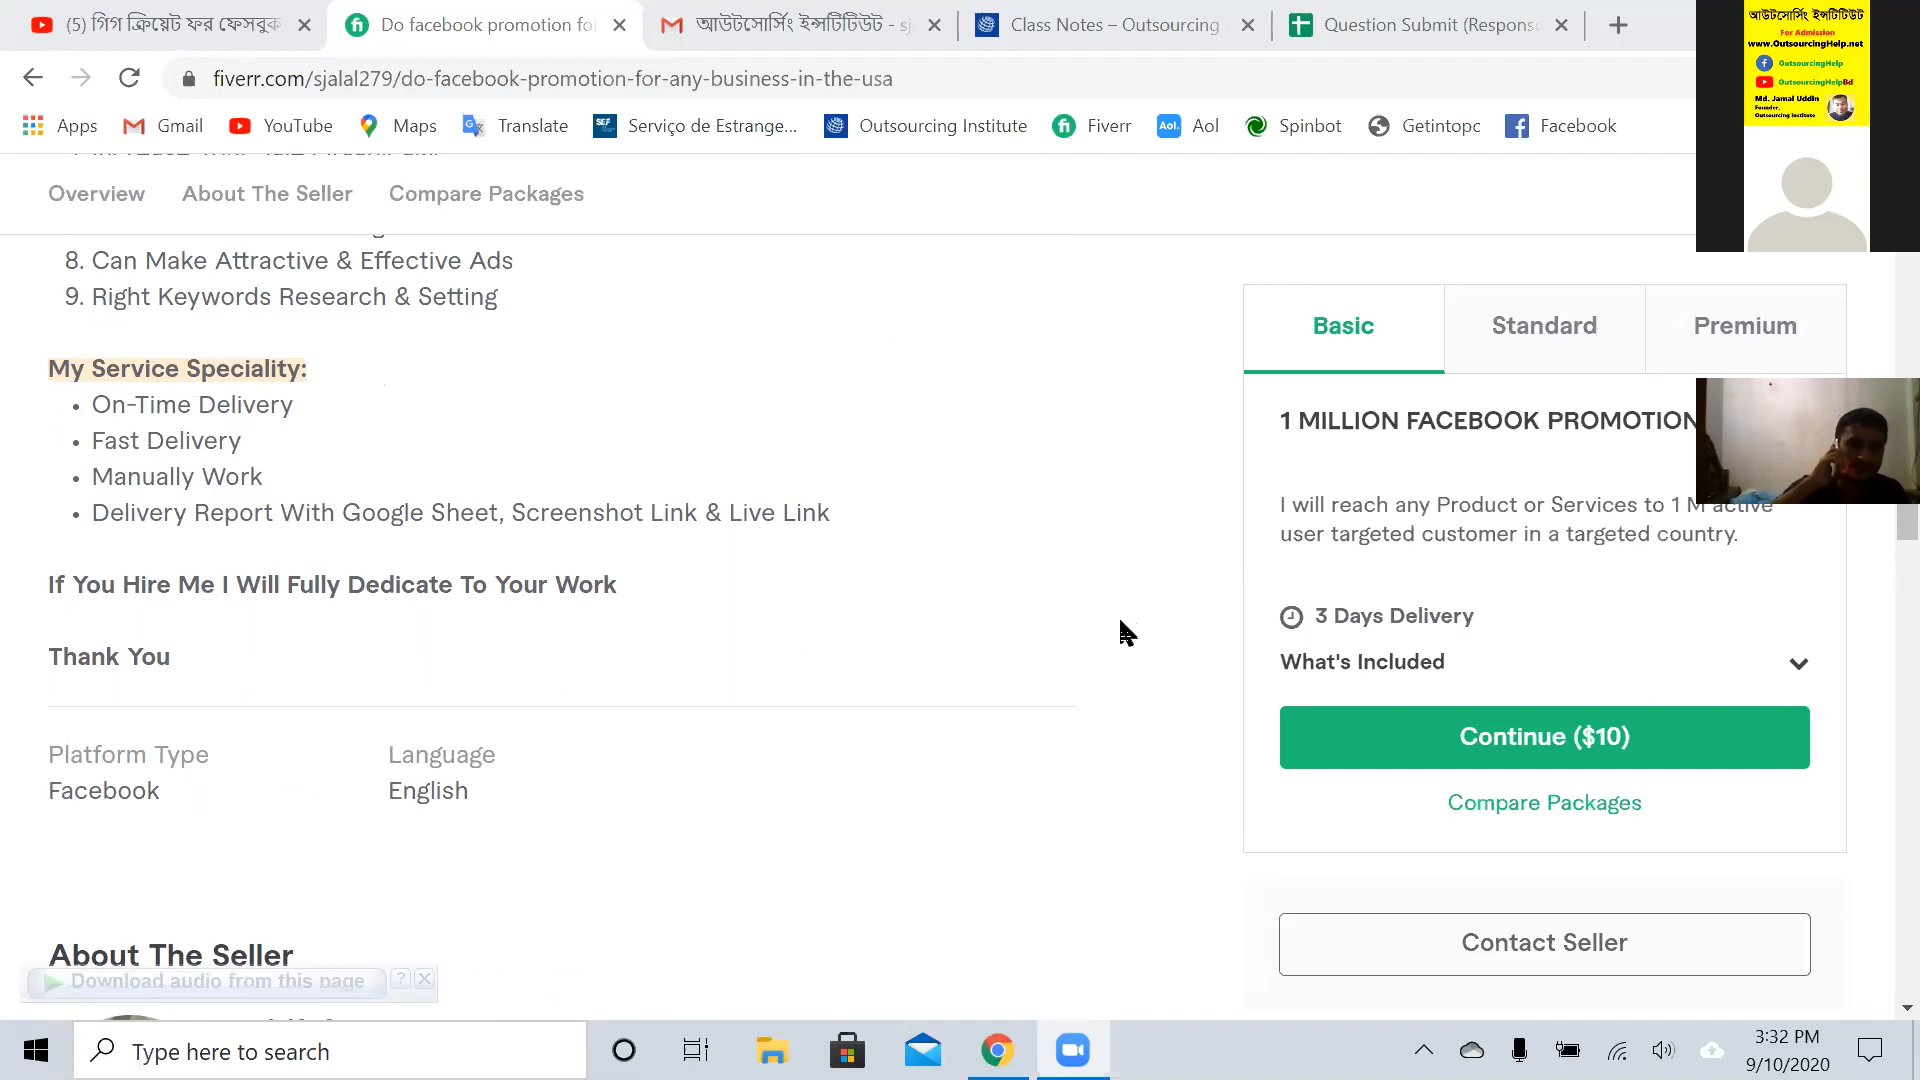 (5) গিগ ক্রিয়েট ফর ফেসবুক
Do facebook promotion for
আউটসোর্সিং ইন্সটিটিউট - sj
Class Notes – Outsourcing
Question Submit (Respons
fiverr.com/sjalal279/do-facebook-promotion-for-any-business-in-the-usa
Apps
Gmail
YouTube
Maps
Translate
SEF
Serviço de Estrange...
Outsourcing Institute
Fiverr
Aol.
Aol
Spinbot
Getintopc
Facebook
আউটসোর্সিং ইন্সটিটিউট
For Admission
www.OutsourcingHelp.net
OutsourcingHelp
OutsourcingHelpBd
Md. Jamal Uddin
Founder,
Outsourcing Institute
Overview
About The Seller
Compare Packages
8. Can Make Attractive & Effective Ads
9. Right Keywords Research & Setting
My Service Speciality:
• On-Time Delivery
• Fast Delivery
• Manually Work
• Delivery Report With Google Sheet, Screenshot Link & Live Link
If You Hire Me I Will Fully Dedicate To Your Work
Thank You
Platform Type
Language
Facebook
English
About The Seller
Download audio from this page
?
Basic
Standard
Premium
1 MILLION FACEBOOK PROMOTION
I will reach any Product or Services to 1 M active
user targeted customer in a targeted country.
3 Days Delivery
What's Included
Continue ($10)
Compare Packages
Contact Seller
Type here to search
3:32 PM
9/10/2020